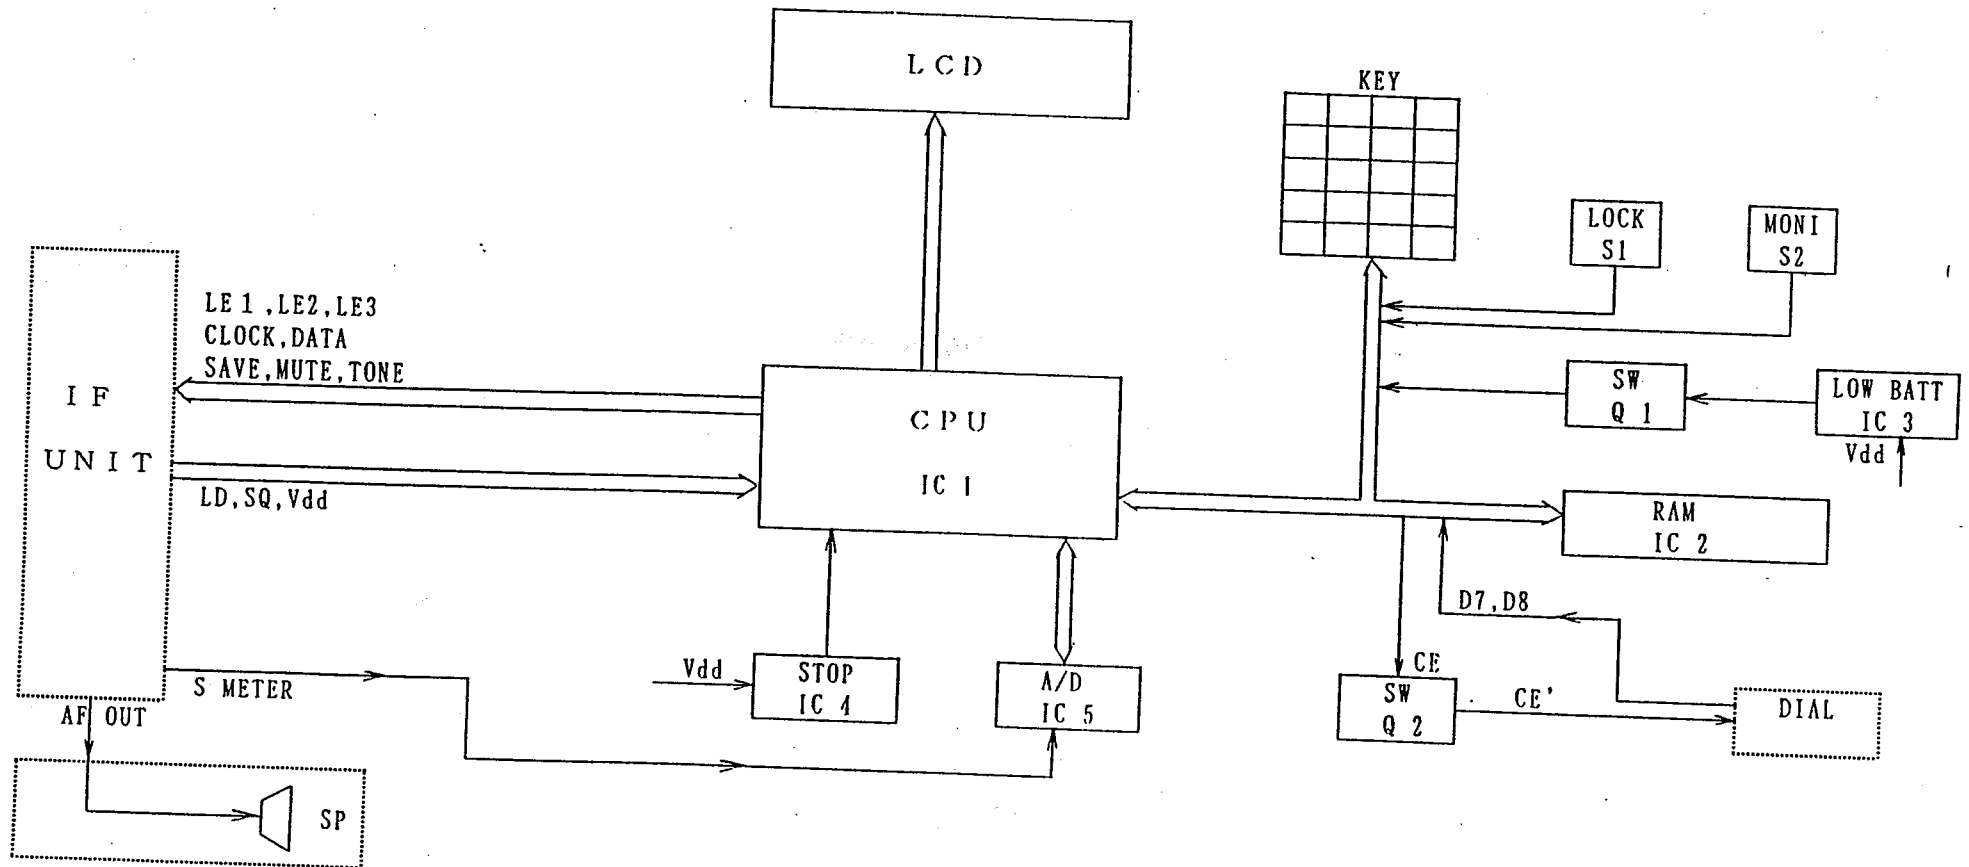 LCD
KEY
LOCK
S1
MONI
S2
LE1,LE2,LE3
CLOCK,DATA
SAVE,MUTE,TONE
IF
UNIT
CPU
IC 1
SW
Q 1
LOW BATT
IC 3
Vdd
LD,SQ,Vdd
RAM
IC 2
D7,D8
S METER
Vdd
STOP
IC 4
A/D
IC 5
CE
SW
Q 2
CE'
DIAL
AF OUT
SP